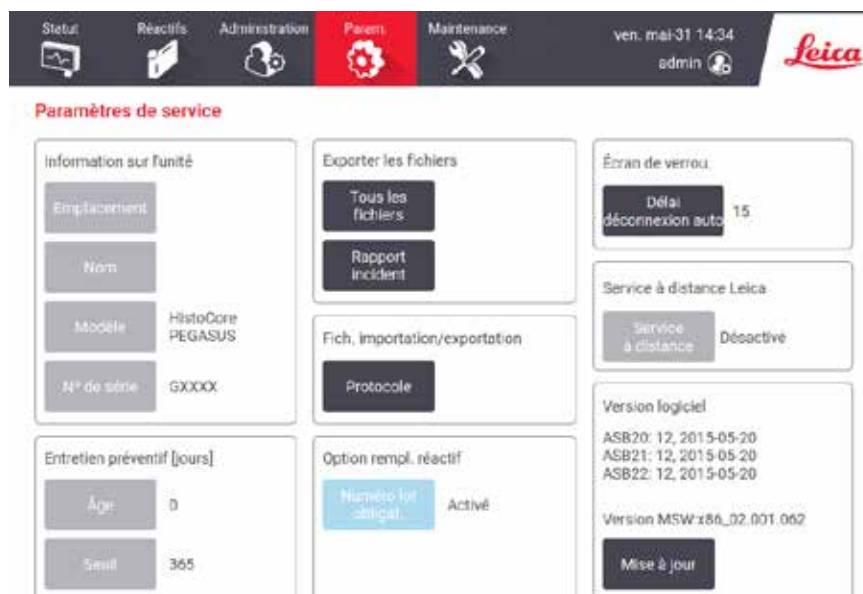 Statut
Réactifs
Administration
Param.
Maintenance
ven. mai-31 14:34
admin
Leica
Paramètres de service
Information sur l'unité
Emplacement
Nom
Modèle
HistoCore
PEGASUS
N° de série
GXXXX
Entretien préventif [jours]
Âge
0
Seuil
365
Exporter les fichiers
Tous les
fichiers
Rapport
incident
Fich. importation/exportation
Protocole
Option rempl. réactif
Numéro lot
obligat.
Activé
Écran de verrou.
Délai
déconnexion auto
15
Service à distance Leica
Service
à distance
Désactivé
Version logiciel
ASB20: 12, 2015-05-20
ASB21: 12, 2015-05-20
ASB22: 12, 2015-05-20
Version MSW:x86_02.001.062
Mise à jour